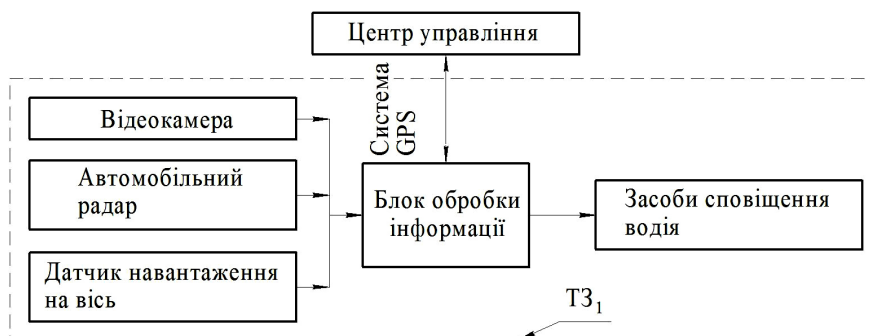 Центр управління
Система
GPS
Відеокамера
Автомобільний
радар
Датчик навантаження
на вісь
Блок обробки
інформації
Засоби сповіщення
водія
ТЗ₁